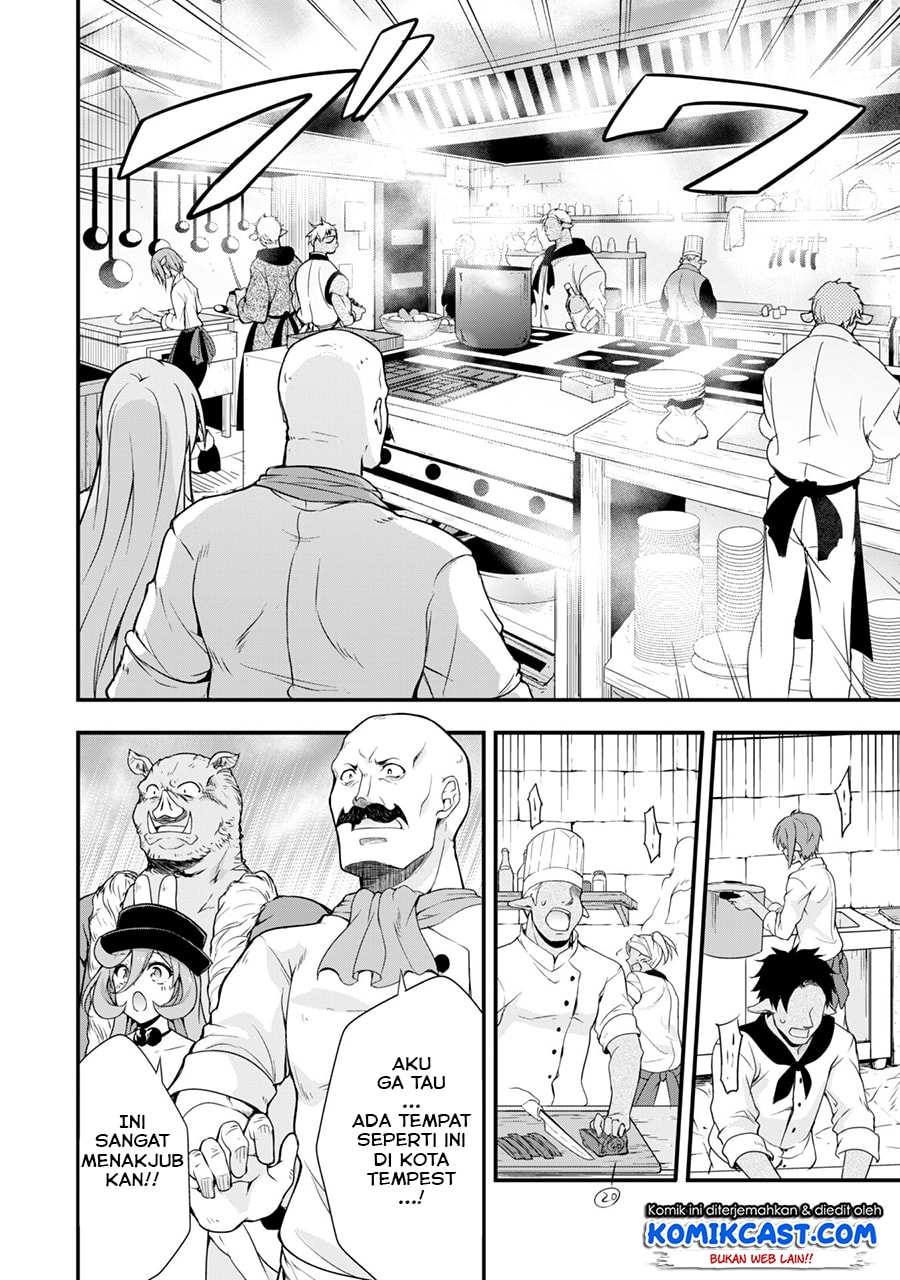 ワ
グ
AKU
GA TAU
...
ADA TEMPAT
SEPERTI INI
DI KOTA
TEMPEST
...!
INI
SANGAT
MENAKJUB
KAN!!
20
Komik ini diterjemahkan & diedit oleh
KOMIKCAST.COM
BUKAN WEB LAIN!!